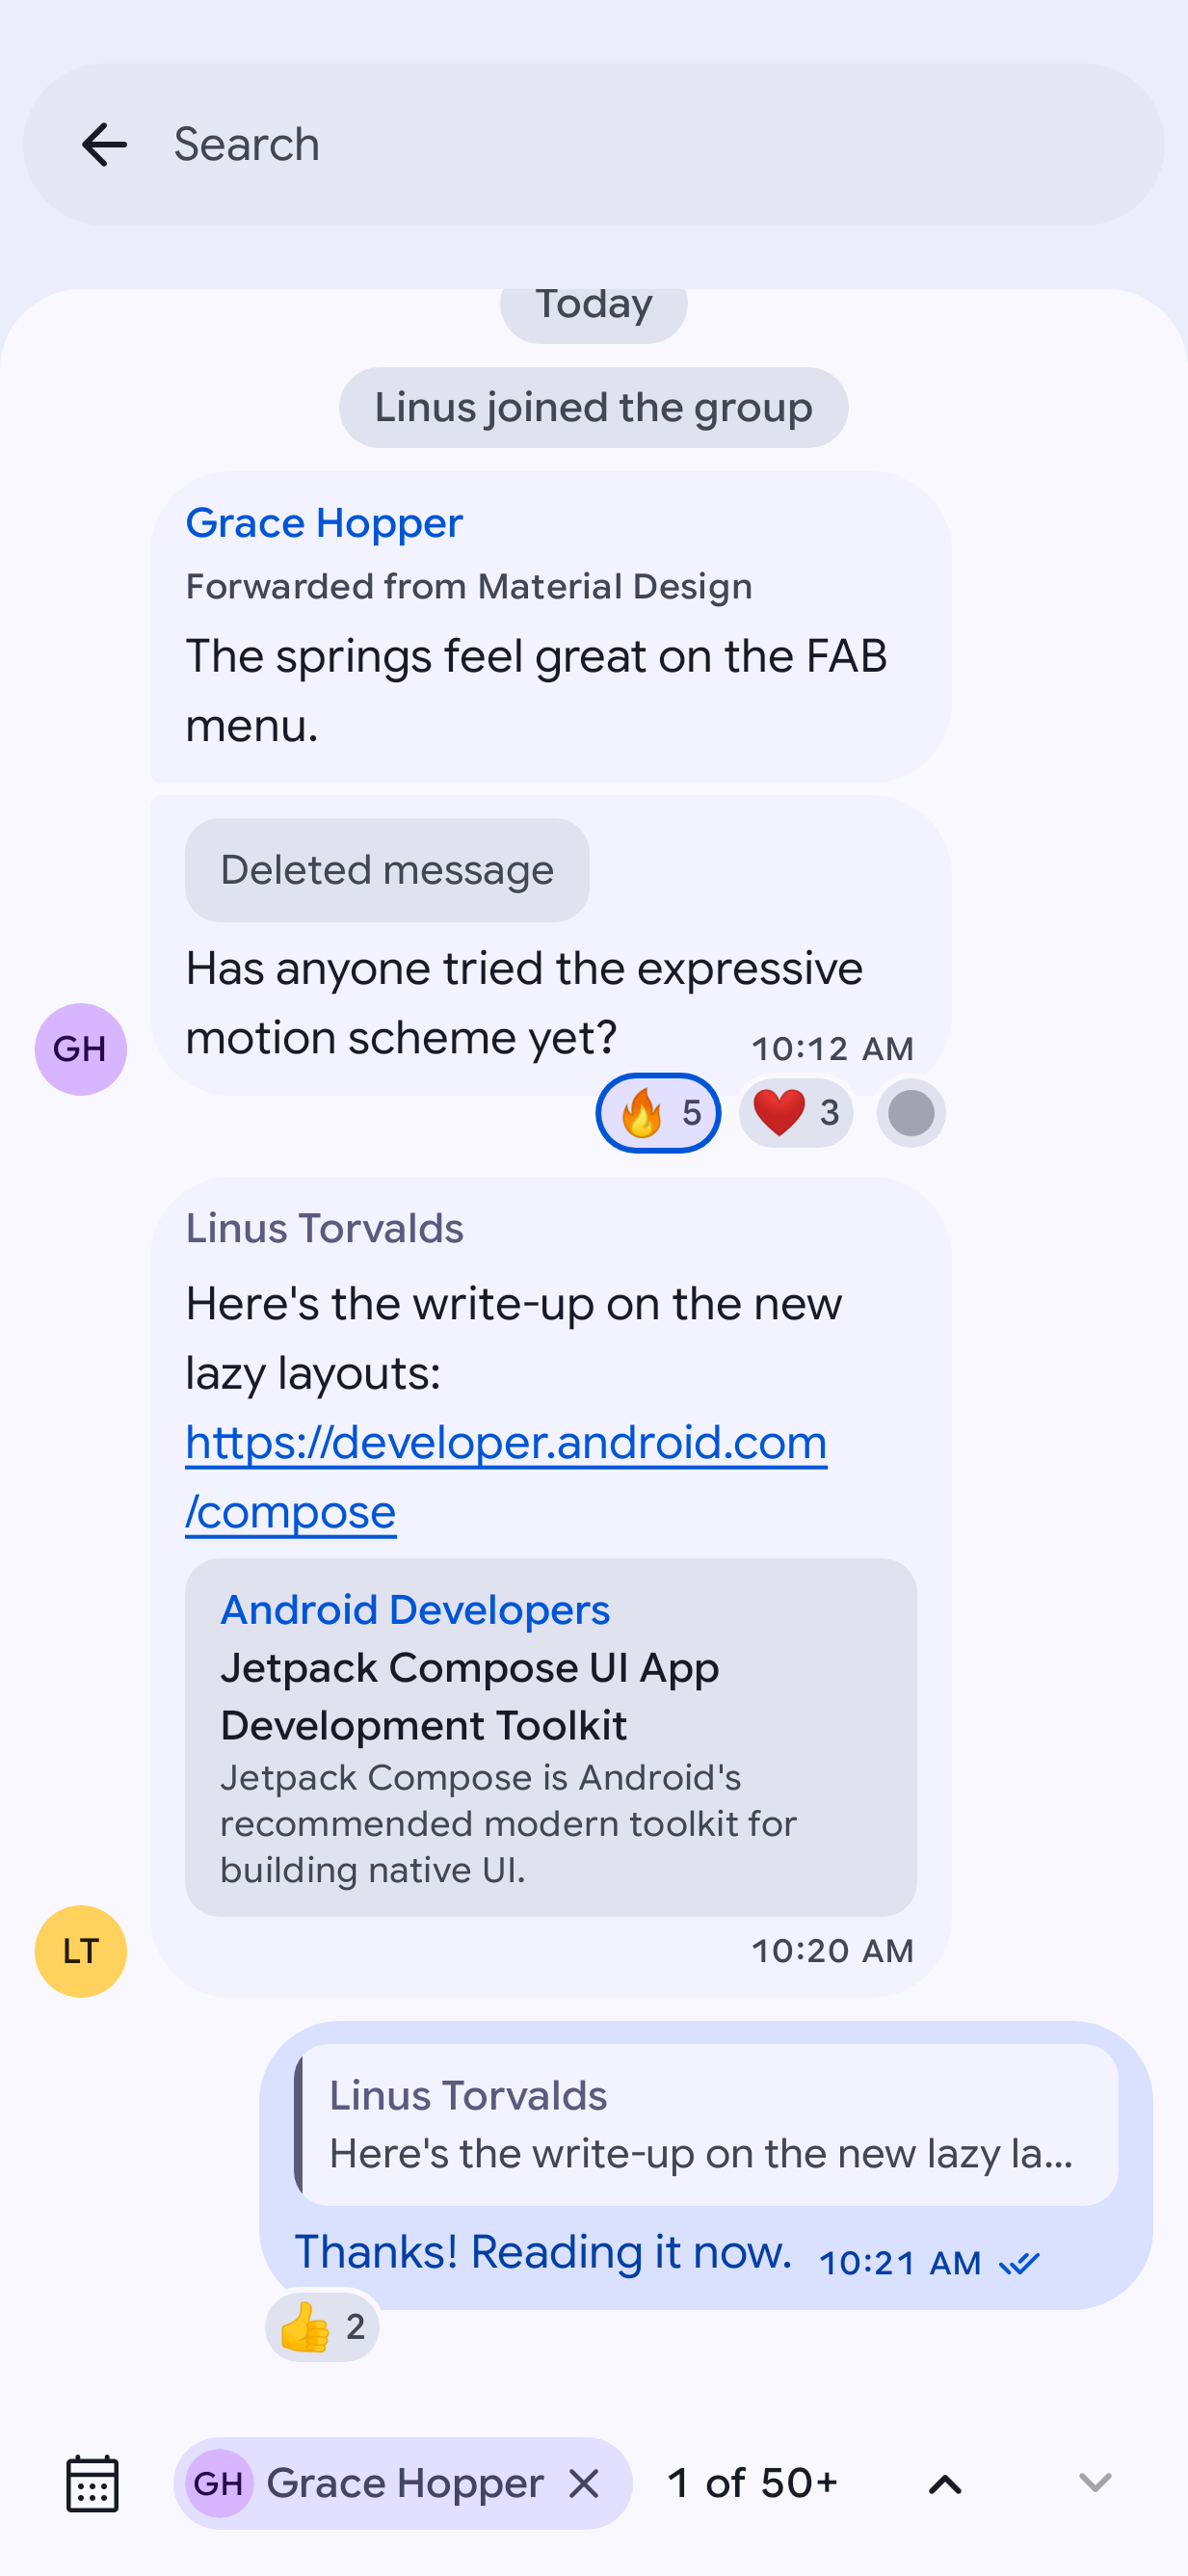 Search
Today
Linus joined the group
Grace Hopper
Forwarded from Material Design
The springs feel great on the FAB
menu.
Deleted message
Has anyone tried the expressive
motion scheme yet?
10:12 AM
GH
5
3
Linus Torvalds
Here's the write-up on the new
lazy layouts:
https://developer.android.com
/compose
Android Developers
Jetpack Compose UI App
Development Toolkit
Jetpack Compose is Android's
recommended modern toolkit for
building native UI.
LT
10:20 AM
Linus Torvalds
Here's the write-up on the new lazy la...
Thanks! Reading it now. 10:21 AM
2
GH Grace Hopper 1 of 50+